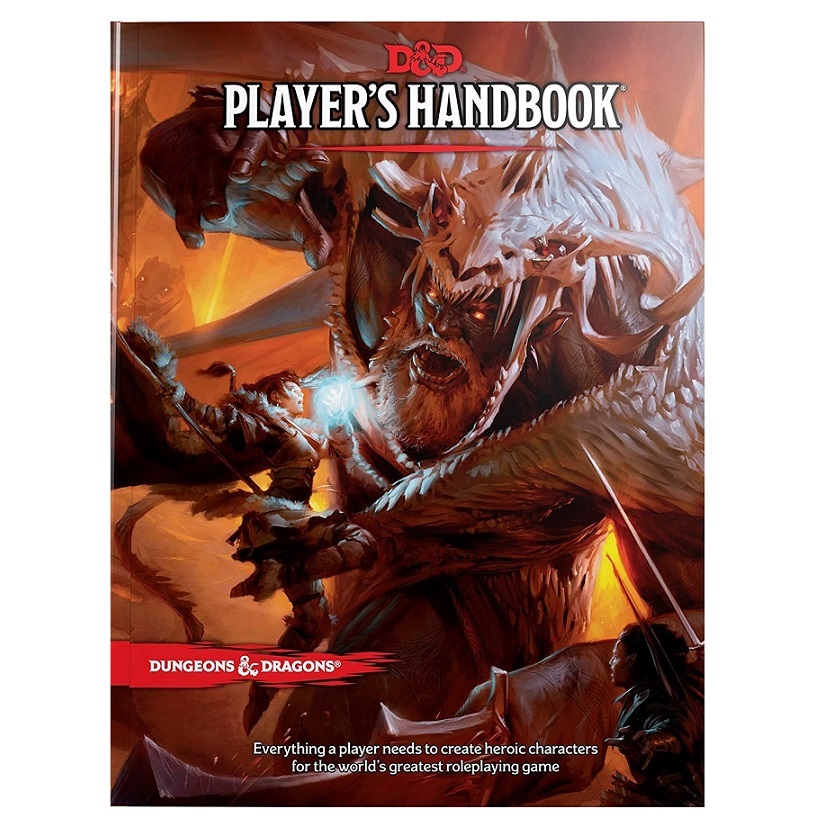 D&D
PLAYER'S HANDBOOK®
DUNGEONS & DRAGONS®
Everything a player needs to create heroic characters
for the world's greatest roleplaying game